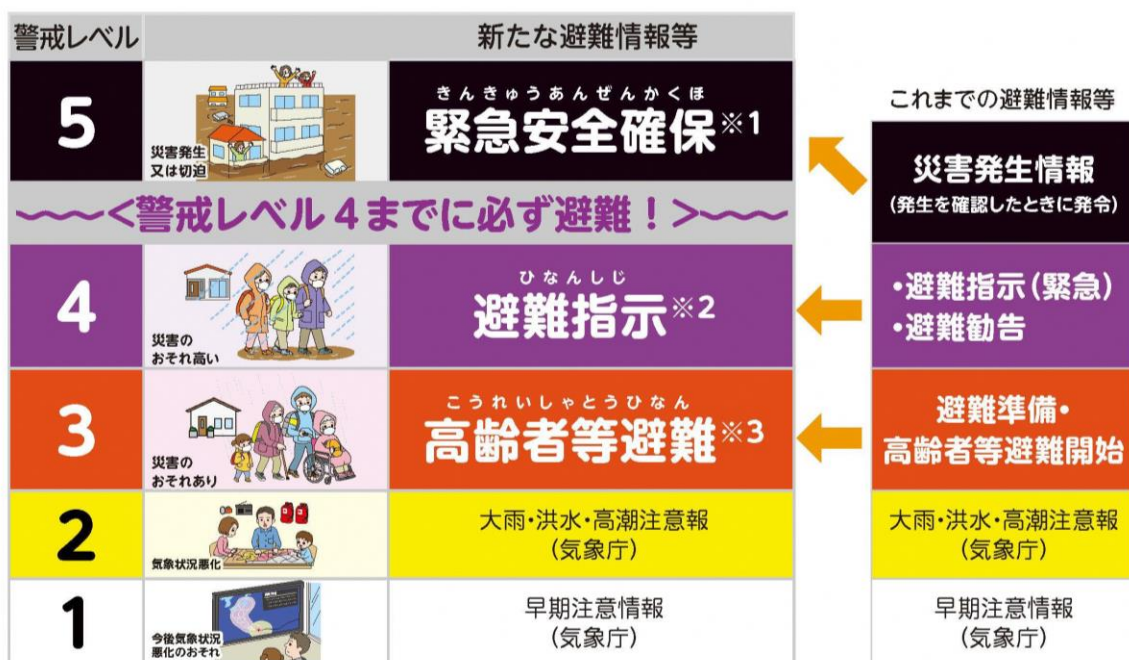 警戒レベル
新たな避難情報等
5
災害発生
又は切迫
きんきゅうあんぜんかくほ
緊急安全確保※1
〜〜〜<警戒レベル4までに必ず避難！>〜〜〜
4
災害の
おそれ高い
ひなんしじ
避難指示※2
3
災害の
おそれあり
こうれいしゃとうひなん
高齢者等避難※3
2
気象状況悪化
大雨・洪水・高潮注意報
(気象庁)
1
今後気象状況
悪化のおそれ
早期注意情報
(気象庁)
これまでの避難情報等
災害発生情報
(発生を確認したときに発令)
・避難指示(緊急)
・避難勧告
避難準備・
高齢者等避難開始
大雨・洪水・高潮注意報
(気象庁)
早期注意情報
(気象庁)